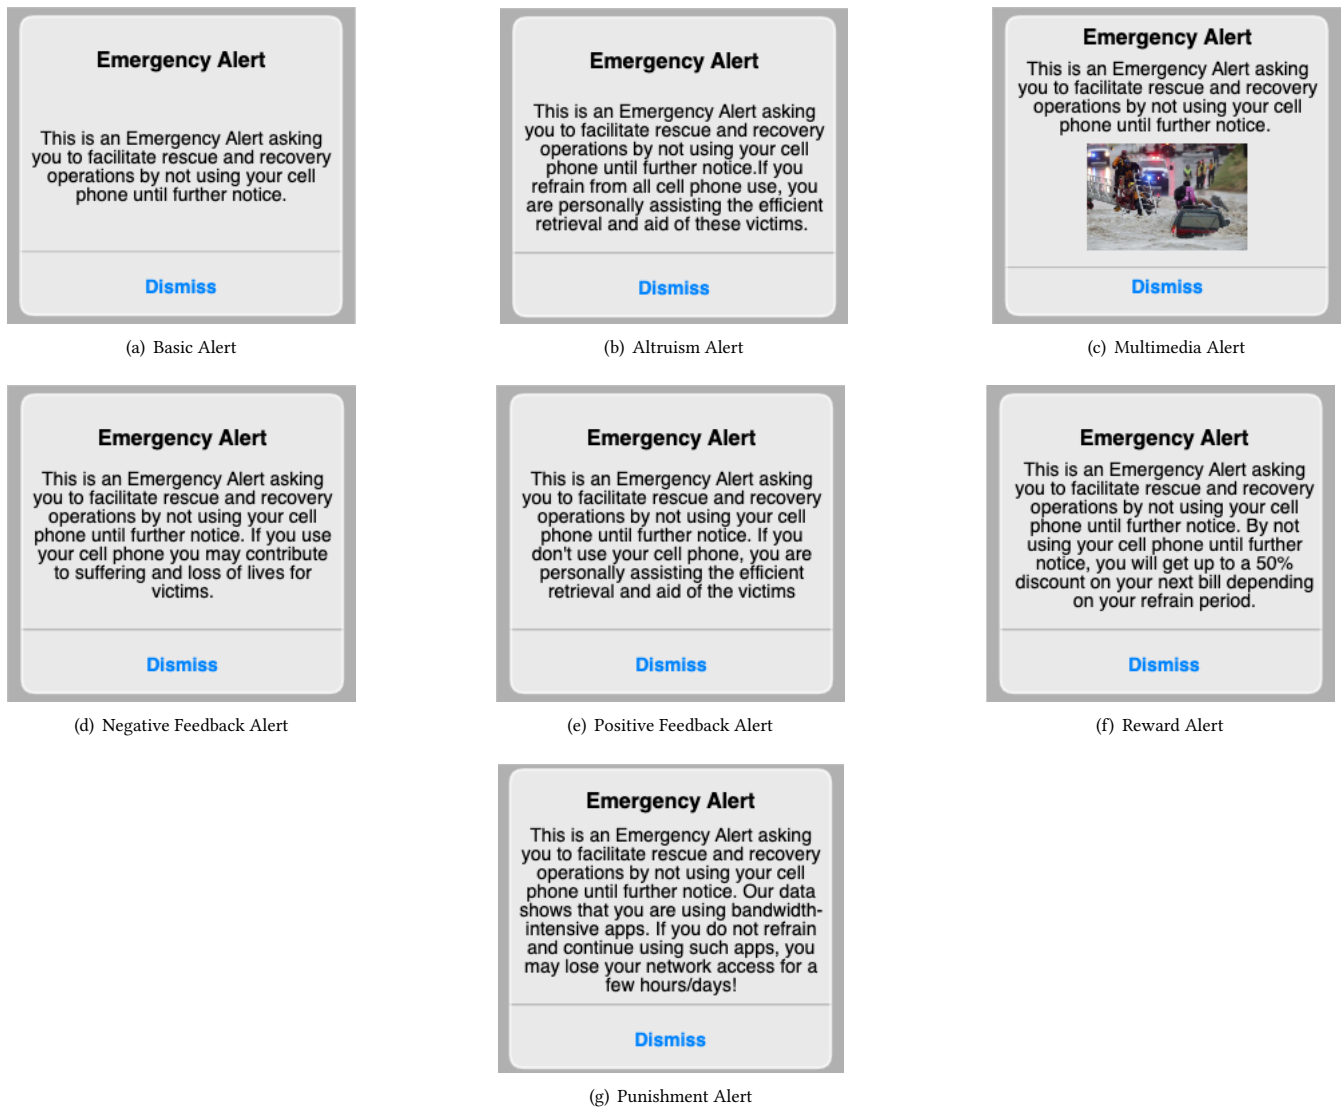 Emergency Alert
This is an Emergency Alert asking
you to facilitate rescue and recovery
operations by not using your cell
phone until further notice.
Dismiss
(a) Basic Alert
Emergency Alert
This is an Emergency Alert asking
you to facilitate rescue and recovery
operations by not using your cell
phone until further notice.If you
refrain from all cell phone use, you
are personally assisting the efficient
retrieval and aid of these victims.
Dismiss
(b) Altruism Alert
Emergency Alert
This is an Emergency Alert asking
you to facilitate rescue and recovery
operations by not using your cell
phone until further notice.
Dismiss
(c) Multimedia Alert
Emergency Alert
This is an Emergency Alert asking
you to facilitate rescue and recovery
operations by not using your cell
phone until further notice. If you use
your cell phone you may contribute
to suffering and loss of lives for
victims.
Dismiss
(d) Negative Feedback Alert
Emergency Alert
This is an Emergency Alert asking
you to facilitate rescue and recovery
operations by not using your cell
phone until further notice. If you
don't use your cell phone, you are
personally assisting the efficient
retrieval and aid of the victims
Dismiss
(e) Positive Feedback Alert
Emergency Alert
This is an Emergency Alert asking
you to facilitate rescue and recovery
operations by not using your cell
phone until further notice. By not
using your cell phone until further
notice, you will get up to a 50%
discount on your next bill depending
on your refrain period.
Dismiss
(f) Reward Alert
Emergency Alert
This is an Emergency Alert asking
you to facilitate rescue and recovery
operations by not using your cell
phone until further notice. Our data
shows that you are using bandwidth-
intensive apps. If you do not refrain
and continue using such apps, you
may lose your network access for a
few hours/days!
Dismiss
(g) Punishment Alert